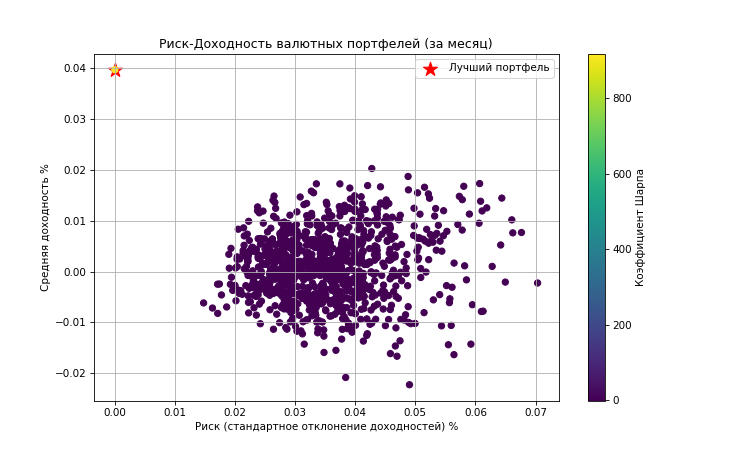 Риск-Доходность валютных портфелей (за месяц)
Лучший портфель
Средняя доходность %
0.04
0.03
0.02
0.01
0.00
−0.01
−0.02
0.00 0.01 0.02 0.03 0.04 0.05 0.06 0.07
Риск (стандартное отклонение доходностей) %
800
600
400
200
0
Коэффициент Шарпа